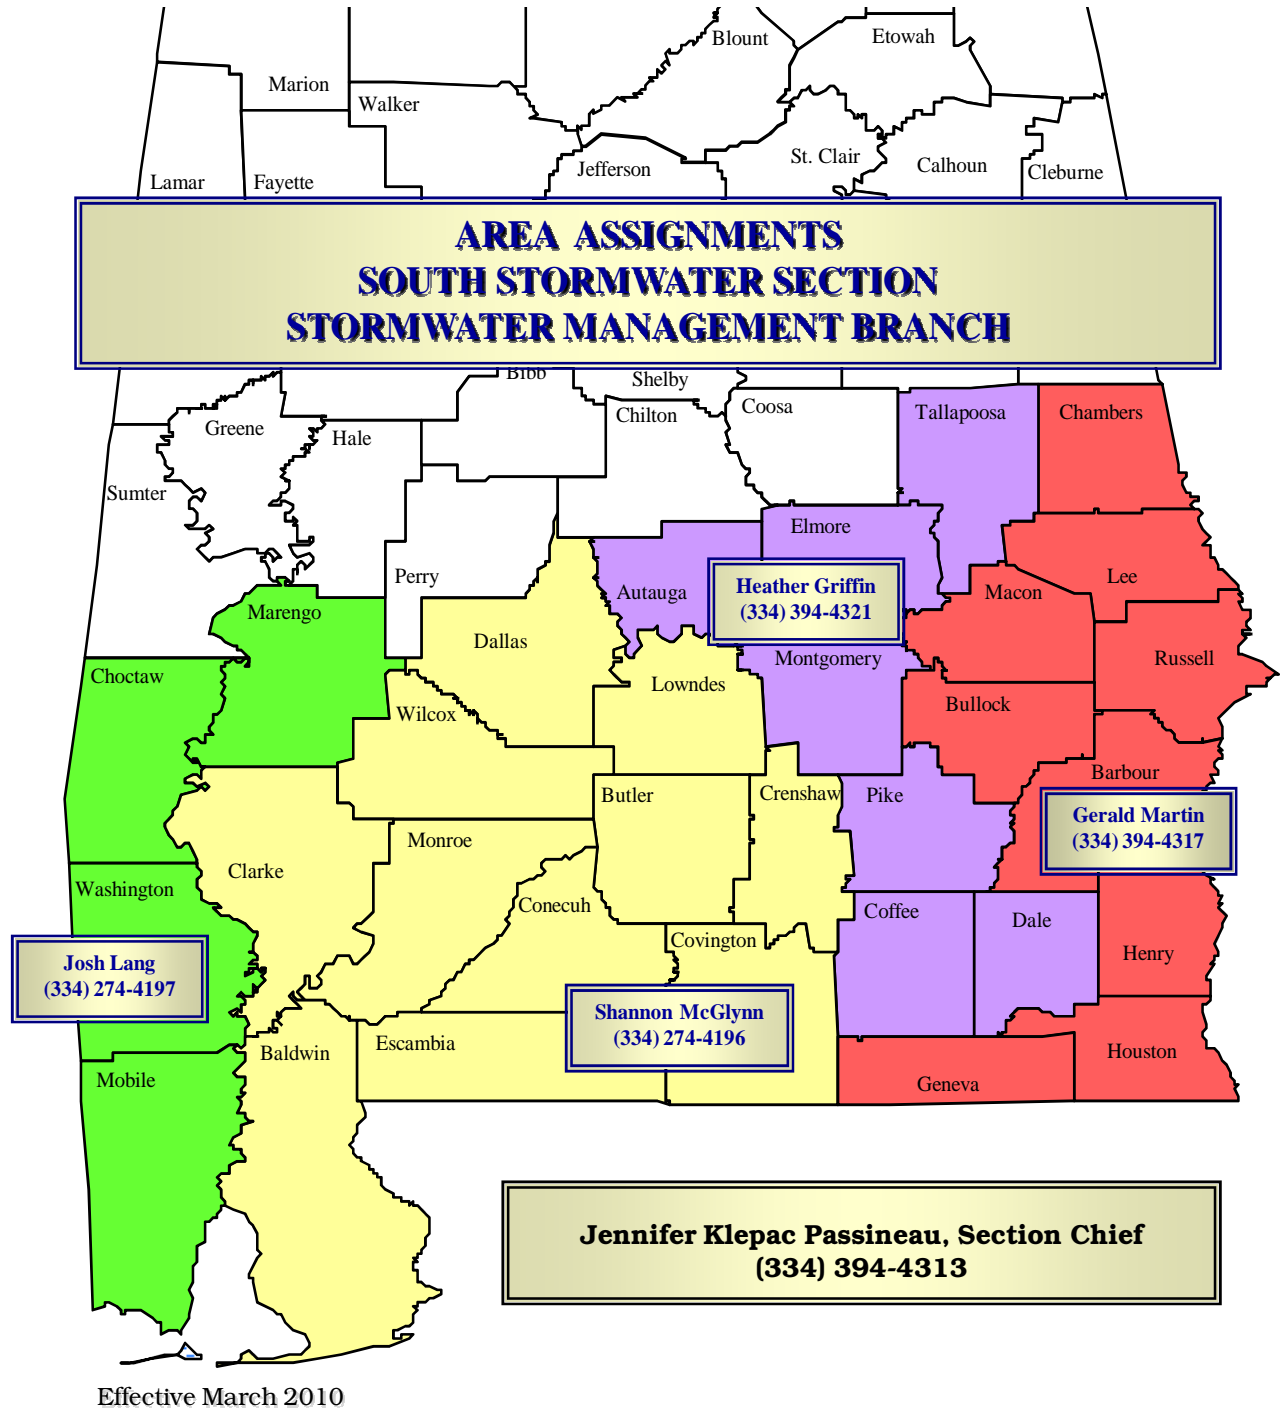 Blount
Etowah
Marion
Walker
Jefferson
St. Clair
Calhoun
Cleburne
Lamar
Fayette
AREA ASSIGNMENTS
SOUTH STORMWATER SECTION
STORMWATER MANAGEMENT BRANCH
Bibb
Shelby
Chilton
Coosa
Tallapoosa
Chambers
Greene
Hale
Sumter
Elmore
Perry
Lee
Heather Griffin
(334) 394-4321
Autauga
Macon
Marengo
Dallas
Montgomery
Russell
Choctaw
Lowndes
Bullock
Wilcox
Barbour
Butler
Crenshaw
Pike
Gerald Martin
(334) 394-4317
Monroe
Clarke
Washington
Conecuh
Coffee
Dale
Covington
Henry
Josh Lang
(334) 274-4197
Shannon McGlynn
(334) 274-4196
Escambia
Baldwin
Houston
Mobile
Geneva
Jennifer Klepac Passineau, Section Chief
(334) 394-4313
Effective March 2010